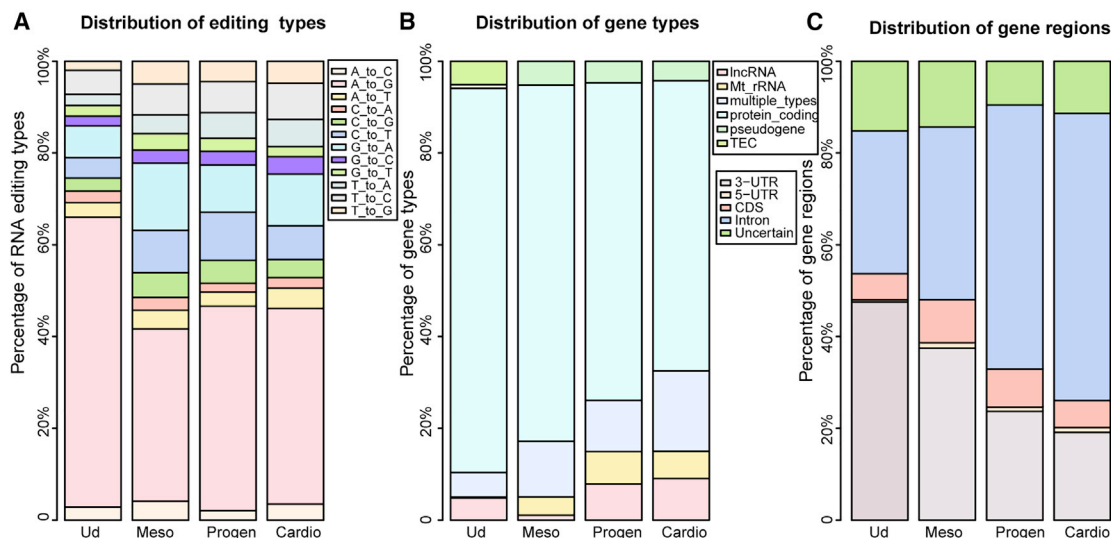 A
Distribution of editing types
Percentage of RNA editing types
0
20%
40%
60%
80%
100%
Ud
Meso
Progen
Cardio
A_to_C
A_to_G
A_to_T
C_to_A
C_to_G
C_to_T
G_to_A
G_to_C
G_to_T
T_to_A
T_to_C
T_to_G
B
Distribution of gene types
Percentage of gene types
0
20%
40%
60%
80%
100%
Ud
Meso
Progen
Cardio
lncRNA
Mt_rRNA
multiple_types
protein_coding
pseudogene
TEC
3-UTR
5-UTR
CDS
Intron
Uncertain
C
Distribution of gene regions
Percentage of gene regions
0
20%
40%
60%
80%
100%
Ud
Meso
Progen
Cardio